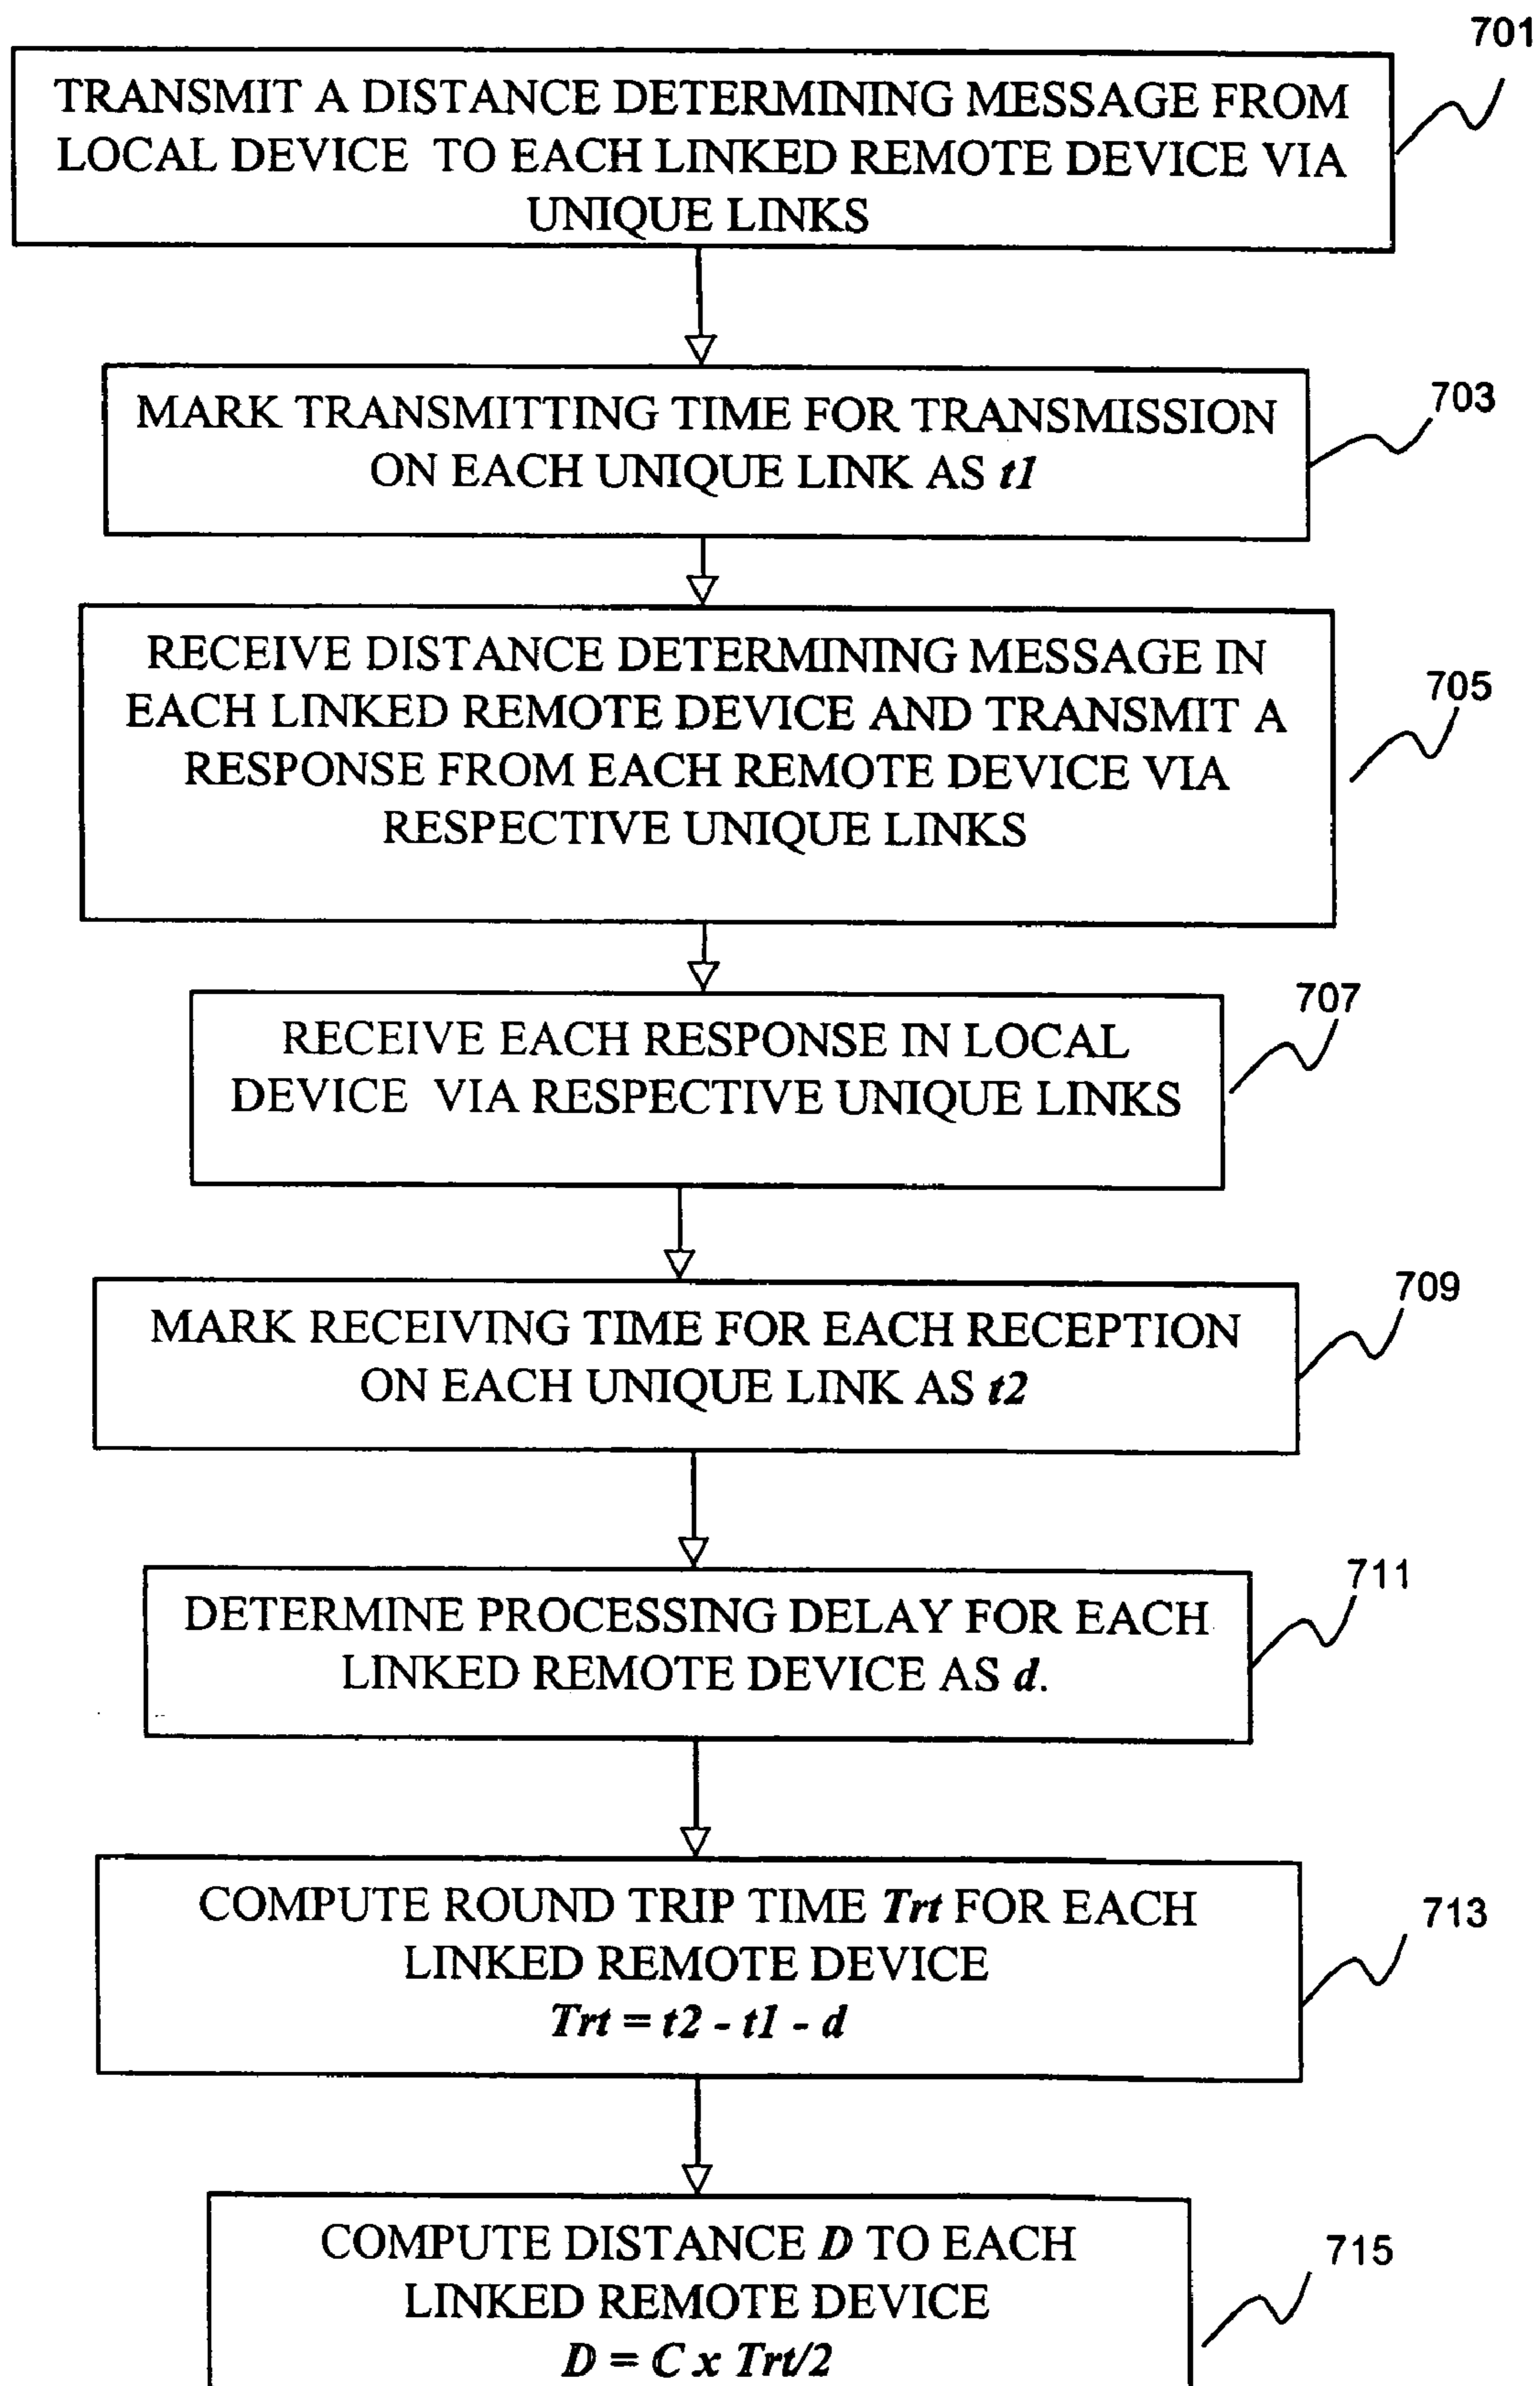 701
TRANSMIT A DISTANCE DETERMINING MESSAGE FROM
LOCAL DEVICE TO EACH LINKED REMOTE DEVICE VIA
UNIQUE LINKS
703
MARK TRANSMITTING TIME FOR TRANSMISSION
ON EACH UNIQUE LINK AS t1
705
RECEIVE DISTANCE DETERMINING MESSAGE IN
EACH LINKED REMOTE DEVICE AND TRANSMIT A
RESPONSE FROM EACH REMOTE DEVICE VIA
RESPECTIVE UNIQUE LINKS
707
RECEIVE EACH RESPONSE IN LOCAL
DEVICE VIA RESPECTIVE UNIQUE LINKS
709
MARK RECEIVING TIME FOR EACH RECEPTION
ON EACH UNIQUE LINK AS t2
711
DETERMINE PROCESSING DELAY FOR EACH
LINKED REMOTE DEVICE AS d.
713
COMPUTE ROUND TRIP TIME Trt FOR EACH
LINKED REMOTE DEVICE
Trt = t2 - t1 - d
715
COMPUTE DISTANCE D TO EACH
LINKED REMOTE DEVICE
D = C x Trt/2